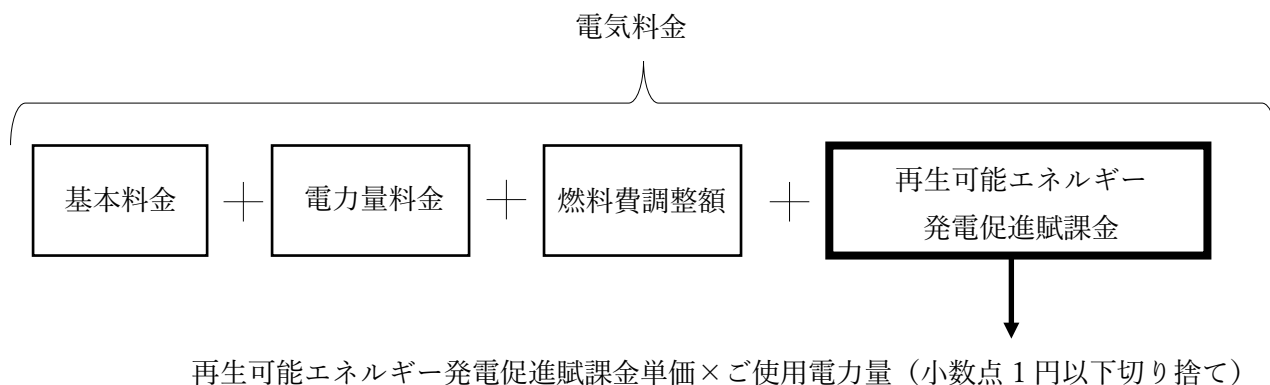 電気料金
基本料金 + 電力量料金 + 燃料費調整額 + 再生可能エネルギー
発電促進賦課金
再生可能エネルギー発電促進賦課金単価×ご使用電力量（小数点1円以下切り捨て）